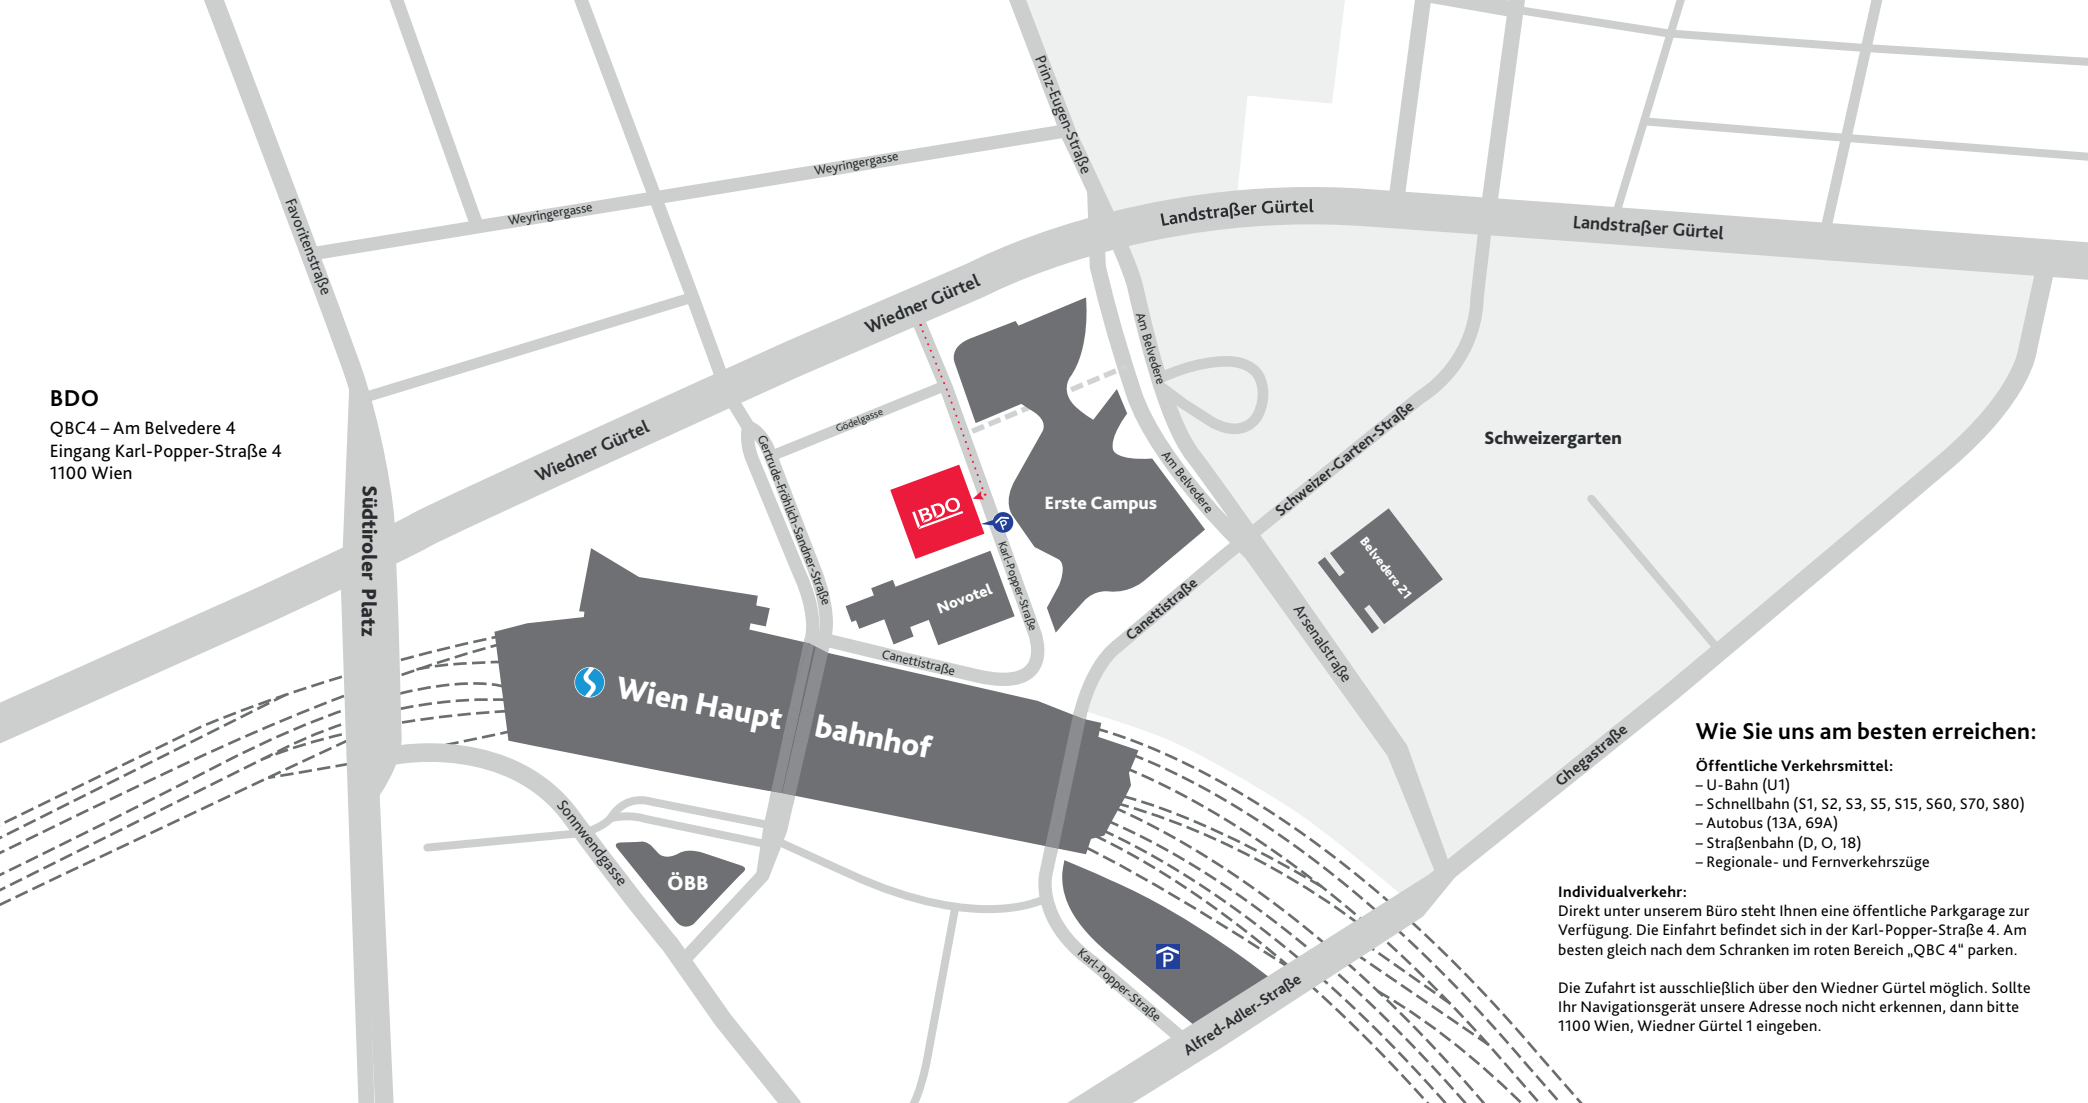 Prinz-Eugen-Straße
Weyringergasse
Weyringergasse
Favoritenstraße
Landstraßer Gürtel
Landstraßer Gürtel
Wiedner Gürtel
Am Belvedere
BDO
QBC4 – Am Belvedere 4
Eingang Karl-Popper-Straße 4
1100 Wien
Wiedner Gürtel
Gödelgasse
Gertrude-Fröhlich-Sandner-Straße
Schweizer-Garten-Straße
Schweizergarten
Südtiroler Platz
BDO
P
Erste Campus
Am Belvedere
Belvedere 21
Karl-Popper-Straße
Novotel
Canettistraße
Canettistraße
Arsenalstraße
Wien Haupt bahnhof
Ghegastraße
Sonnwendgasse
ÖBB
P
Karl-Popper-Straße
Alfred-Adler-Straße
Wie Sie uns am besten erreichen:
Öffentliche Verkehrsmittel:
– U-Bahn (U1)
– Schnellbahn (S1, S2, S3, S5, S15, S60, S70, S80)
– Autobus (13A, 69A)
– Straßenbahn (D, O, 18)
– Regionale- und Fernverkehrszüge
Individualverkehr:
Direkt unter unserem Büro steht Ihnen eine öffentliche Parkgarage zur
Verfügung. Die Einfahrt befindet sich in der Karl-Popper-Straße 4. Am
besten gleich nach dem Schranken im roten Bereich „QBC 4“ parken.
Die Zufahrt ist ausschließlich über den Wiedner Gürtel möglich. Sollte
Ihr Navigationsgerät unsere Adresse noch nicht erkennen, dann bitte
1100 Wien, Wiedner Gürtel 1 eingeben.